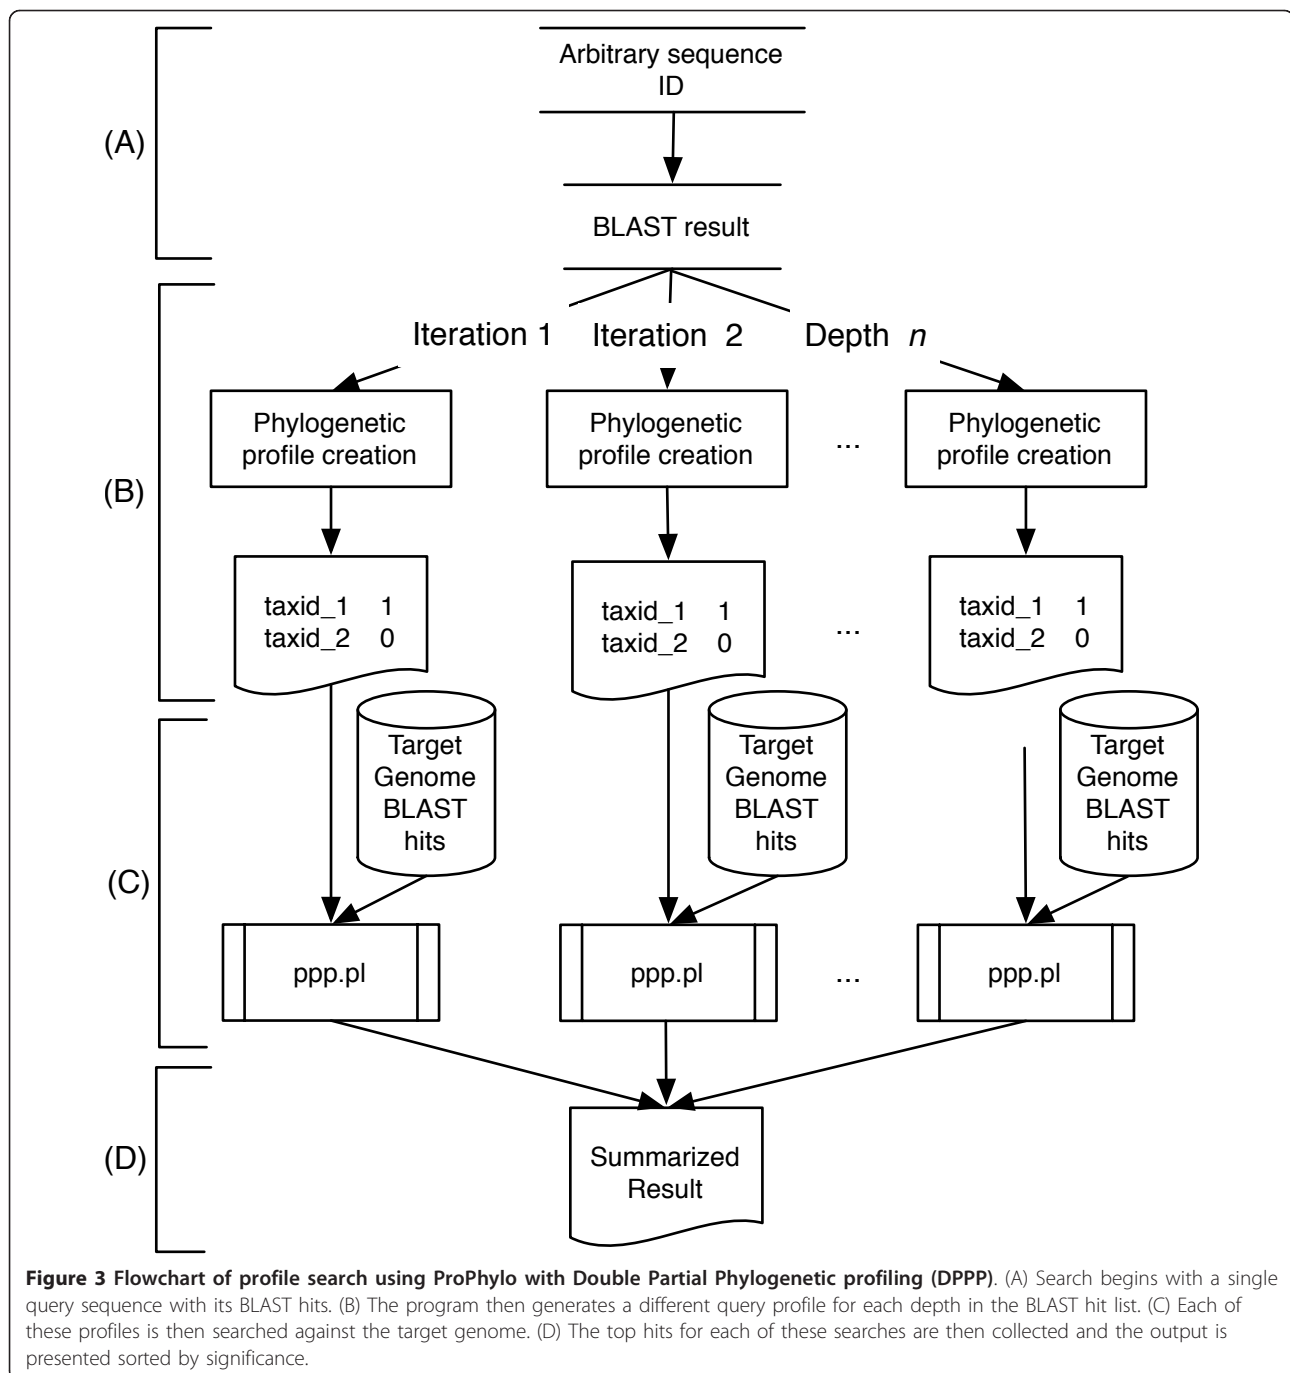 (A)
Arbitrary sequence
ID
BLAST result
(B)
Iteration 1 Iteration 2 Depth n
Phylogenetic
profile creation
Phylogenetic
profile creation
...
Phylogenetic
profile creation
taxid_1 1
taxid_2 0
taxid_1 1
taxid_2 0
...
taxid_1 1
taxid_2 0
(C)
Target
Genome
BLAST
hits
Target
Genome
BLAST
hits
Target
Genome
BLAST
hits
ppp.pl
ppp.pl
...
ppp.pl
(D)
Summarized
Result
Figure 3 Flowchart of profile search using ProPhylo with Double Partial Phylogenetic profiling (DPPP). (A) Search begins with a single
query sequence with its BLAST hits. (B) The program then generates a different query profile for each depth in the BLAST hit list. (C) Each of
these profiles is then searched against the target genome. (D) The top hits for each of these searches are then collected and the output is
presented sorted by significance.